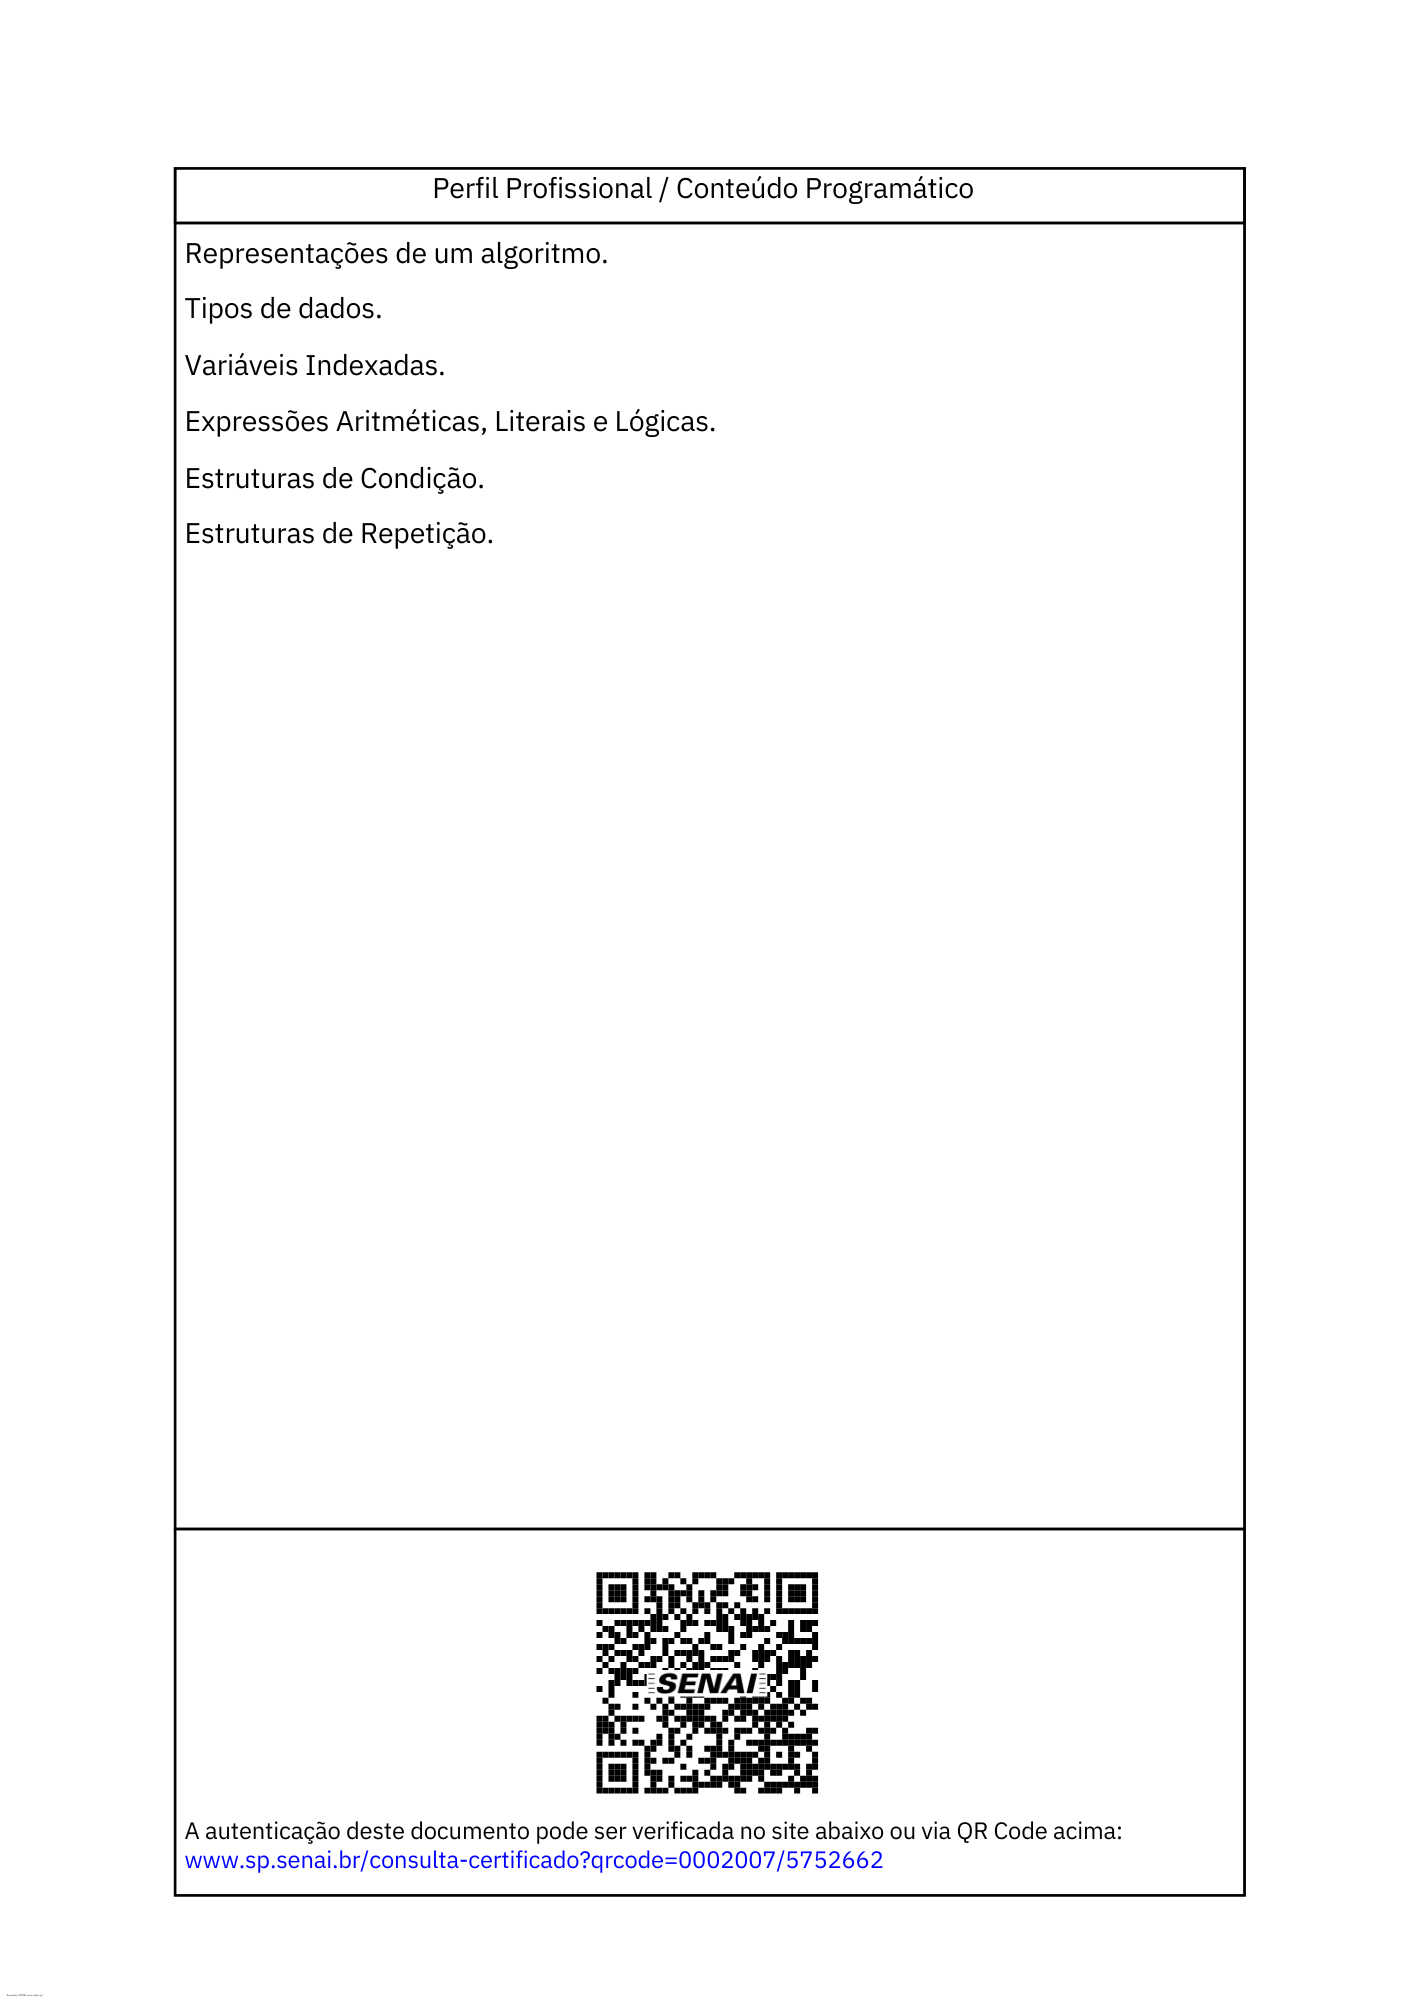 Perfil Profissional / Conteúdo Programático
Representações de um algoritmo.
Tipos de dados.
Variáveis Indexadas.
Expressões Aritméticas, Literais e Lógicas.
Estruturas de Condição.
Estruturas de Repetição.
SENAI
A autenticação deste documento pode ser verificada no site abaixo ou via QR Code acima:
www.sp.senai.br/consulta-certificado?qrcode=0002007/5752662